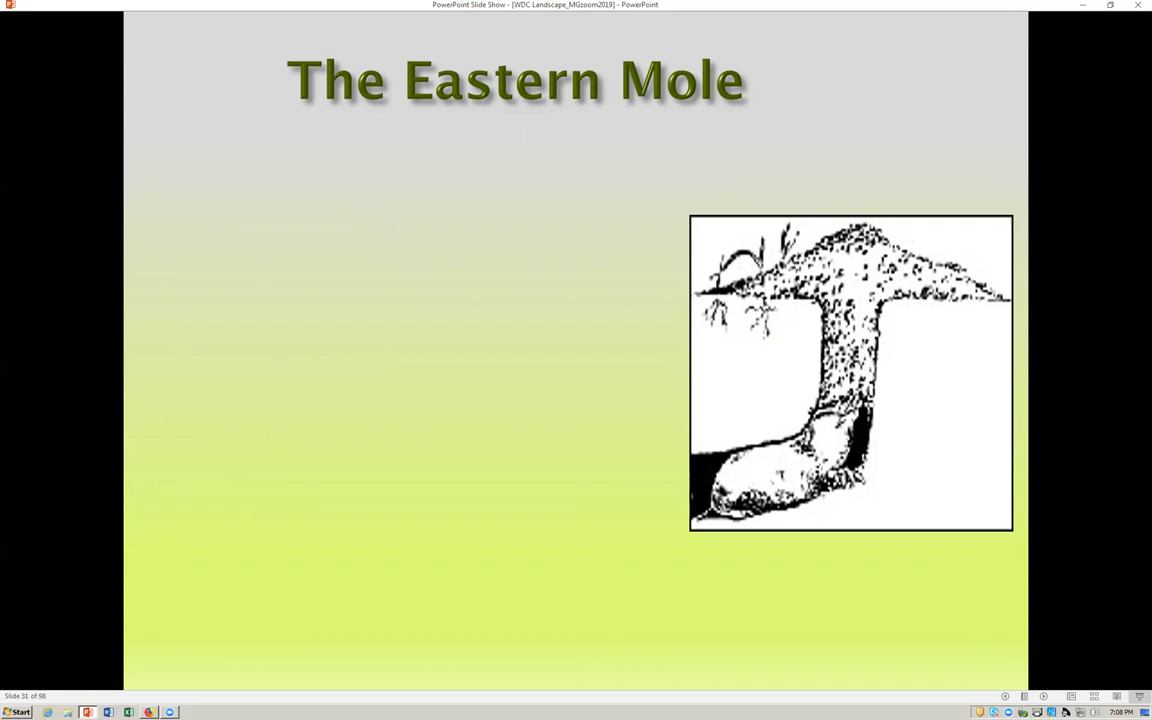 PowerPoint Slide Show - [WDC Landscape_MGzoom2019] - PowerPoint
The Eastern Mole
Slide 31 of 98
Start
7:08 PM